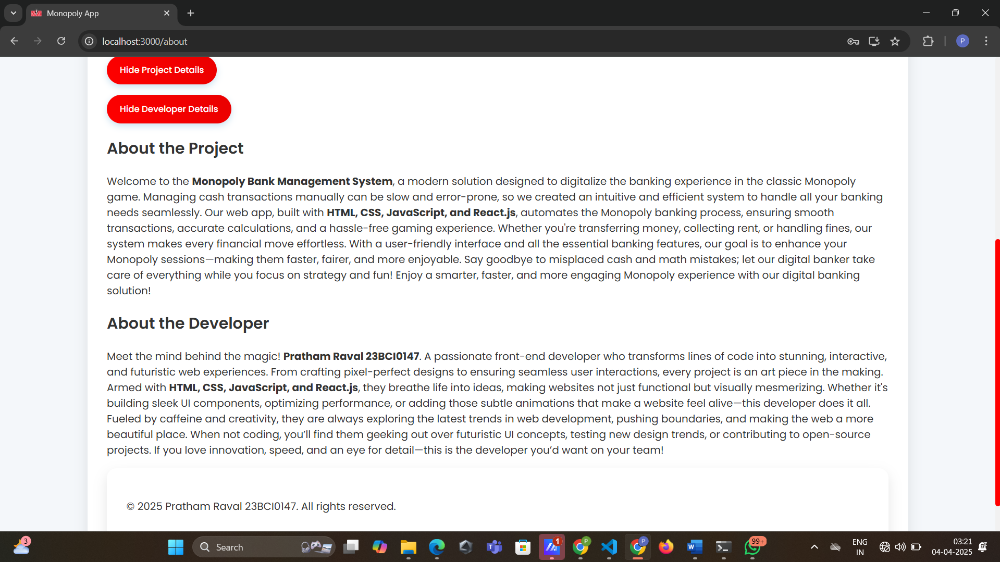 Monopoly App
localhost:3000/about
P
Hide Project Details
Hide Developer Details
About the Project
Welcome to the Monopoly Bank Management System, a modern solution designed to digitalize the banking experience in the classic Monopoly
game. Managing cash transactions manually can be slow and error-prone, so we created an intuitive and efficient system to handle all your banking
needs seamlessly. Our web app, built with HTML, CSS, JavaScript, and React.js, automates the Monopoly banking process, ensuring smooth
transactions, accurate calculations, and a hassle-free gaming experience. Whether you're transferring money, collecting rent, or handling fines, our
system makes every financial move effortless. With a user-friendly interface and all the essential banking features, our goal is to enhance your
Monopoly sessions—making them faster, fairer, and more enjoyable. Say goodbye to misplaced cash and math mistakes; let our digital banker take
care of everything while you focus on strategy and fun! Enjoy a smarter, faster, and more engaging Monopoly experience with our digital banking
solution!
About the Developer
Meet the mind behind the magic! Pratham Raval 23BCI0147. A passionate front-end developer who transforms lines of code into stunning, interactive,
and futuristic web experiences. From crafting pixel-perfect designs to ensuring seamless user interactions, every project is an art piece in the making.
Armed with HTML, CSS, JavaScript, and React.js, they breathe life into ideas, making websites not just functional but visually mesmerizing. Whether it's
building sleek UI components, optimizing performance, or adding those subtle animations that make a website feel alive—this developer does it all.
Fueled by caffeine and creativity, they are always exploring the latest trends in web development, pushing boundaries, and making the web a more
beautiful place. When not coding, you’ll find them geeking out over futuristic UI concepts, testing new design trends, or contributing to open-source
projects. If you love innovation, speed, and an eye for detail—this is the developer you’d want on your team!
© 2025 Pratham Raval 23BCI0147. All rights reserved.
3
Search
T
1
P
P
W
99+
ENG
IN
03:21
04-04-2025